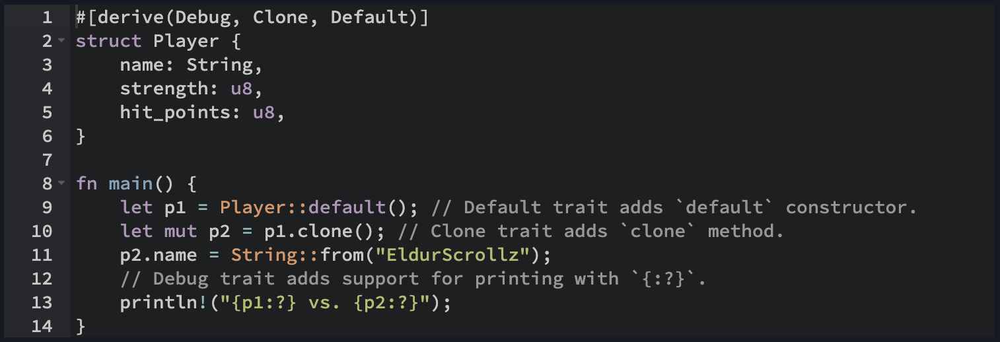 1 #[derive(Debug, Clone, Default)]
2 struct Player {
3     name: String,
4     strength: u8,
5     hit_points: u8,
6 }
7
8 fn main() {
9     let p1 = Player::default(); // Default trait adds `default` constructor.
10     let mut p2 = p1.clone(); // Clone trait adds `clone` method.
11     p2.name = String::from("EldurScrollz");
12     // Debug trait adds support for printing with `{:?}`.
13     println!("{p1:?} vs. {p2:?}");
14 }